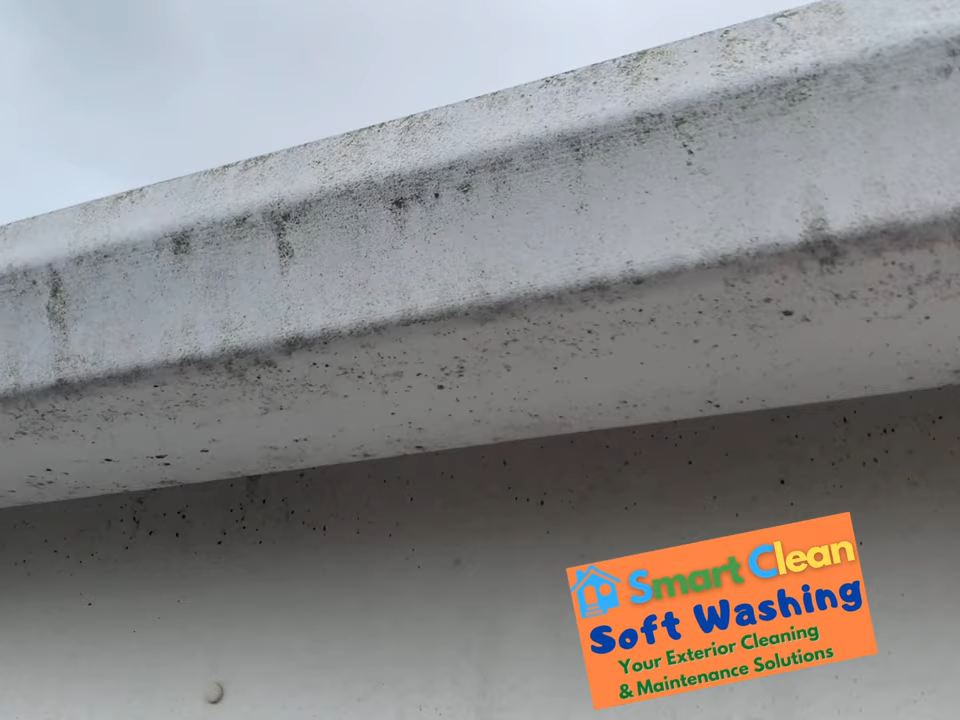 Smart Clean
Soft Washing
Your Exterior Cleaning
& Maintenance Solutions